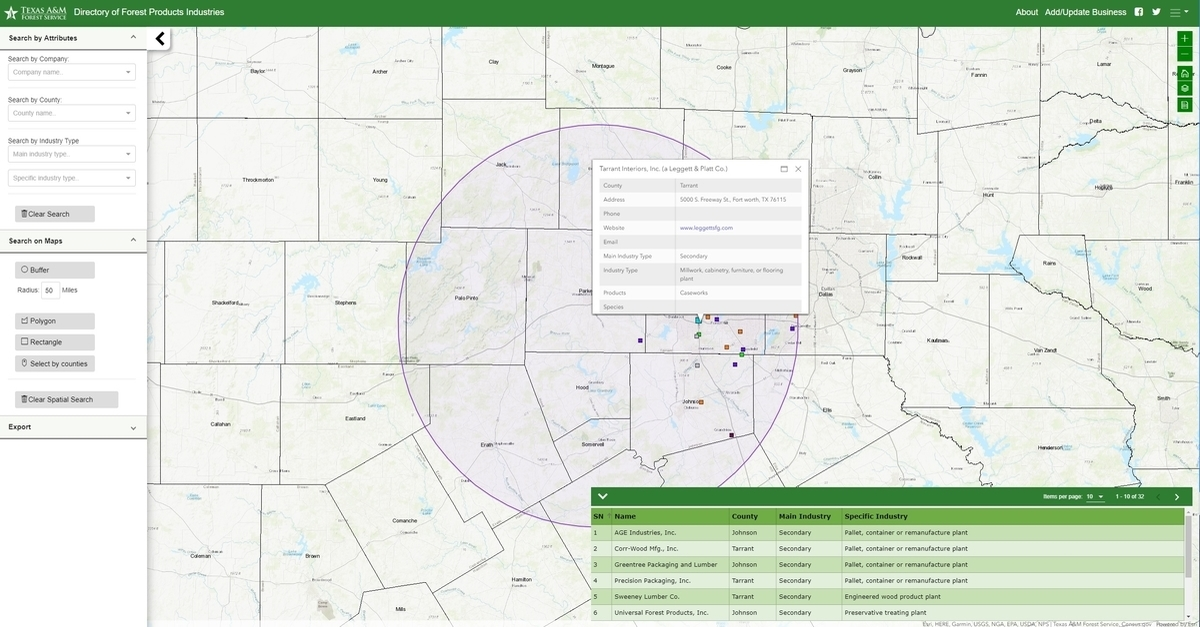 TEXAS A&M
FOREST SERVICE
Directory of Forest Products Industries
About
Add/Update Business
Search by Attributes
Search by Company:
Company name..
Search by County:
County name..
Search by Industry Type
Main industry type..
Specific industry type..
Clear Search
Search on Maps
Buffer
Radius: 50 Miles
Polygon
Rectangle
Select by counties
Clear Spatial Search
Export
Baylor
Archer
Clay
Montague
Cooke
Grayson
Fannin
Lamar
Delta
Throckmorton
Young
Jack
Collin
Hunt
Hopkins
Franklin
Rockwall
Rains
Wood
Shackelford
Stephens
Palo Pinto
Dallas
Kaufman
Van Zandt
Smith
Callahan
Eastland
Erath
Hood
Somervell
Johnson
Ellis
Henderson
Comanche
Coleman
Brown
Hamilton
Mills
Tarrant Interiors, Inc. (a Leggett & Platt Co.)
County Tarrant
Address 5000 S. Freeway St., Fort worth, TX 76115
Phone
Website www.leggettsfg.com
Email
Main Industry Type Secondary
Industry Type Millwork, cabinetry, furniture, or flooring
plant
Products Caseworks
Species
Items per page: 10 1 - 10 of 32
SN Name County Main Industry Specific Industry
1 AGE Industries, Inc. Johnson Secondary Pallet, container or remanufacture plant
2 Corr-Wood Mfg., Inc. Tarrant Secondary Pallet, container or remanufacture plant
3 Greentree Packaging and Lumber Johnson Secondary Pallet, container or remanufacture plant
4 Precision Packaging, Inc. Tarrant Secondary Pallet, container or remanufacture plant
5 Sweeney Lumber Co. Tarrant Secondary Engineered wood product plant
6 Universal Forest Products, Inc. Johnson Secondary Preservative treating plant
Esri, HERE, Garmin, USGS, NGA, EPA, USDA, NPS | Texas A&M Forest Service, Census.gov Powered by Esri